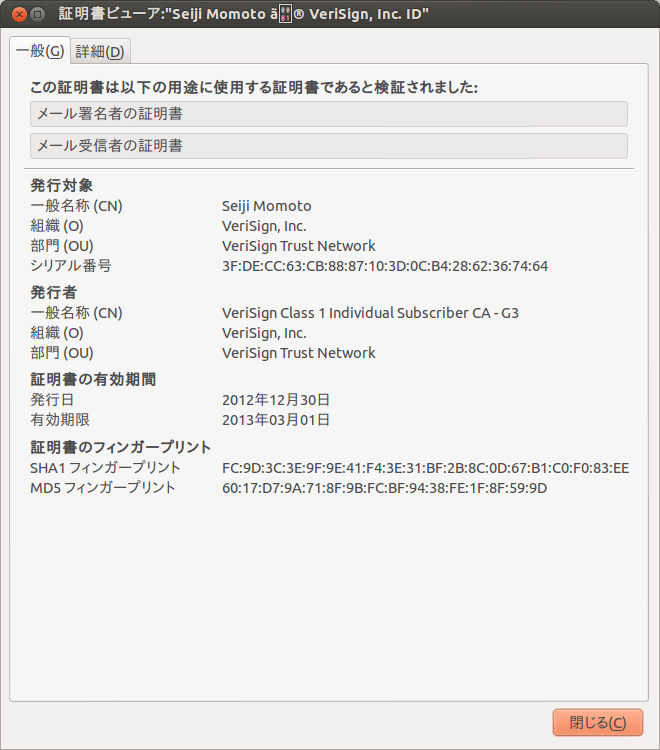 証明書ビューア:"Seiji Momoto ã® VeriSign, Inc. ID"
一般(G) 詳細(D)
この証明書は以下の用途に使用する証明書であると検証されました:
メール署名者の証明書
メール受信者の証明書
発行対象
一般名称 (CN) Seiji Momoto
組織 (O) VeriSign, Inc.
部門 (OU) VeriSign Trust Network
シリアル番号 3F:DE:CC:63:CB:88:87:10:3D:0C:B4:28:62:36:74:64
発行者
一般名称 (CN) VeriSign Class 1 Individual Subscriber CA - G3
組織 (O) VeriSign, Inc.
部門 (OU) VeriSign Trust Network
証明書の有効期間
発行日 2012年12月30日
有効期限 2013年03月01日
証明書のフィンガープリント
SHA1 フィンガープリント FC:9D:3C:3E:9F:9E:41:F4:3E:31:BF:2B:8C:0D:67:B1:C0:F0:83:EE
MD5 フィンガープリント 60:17:D7:9A:71:8F:9B:FC:BF:94:38:FE:1F:8F:59:9D
閉じる(C)